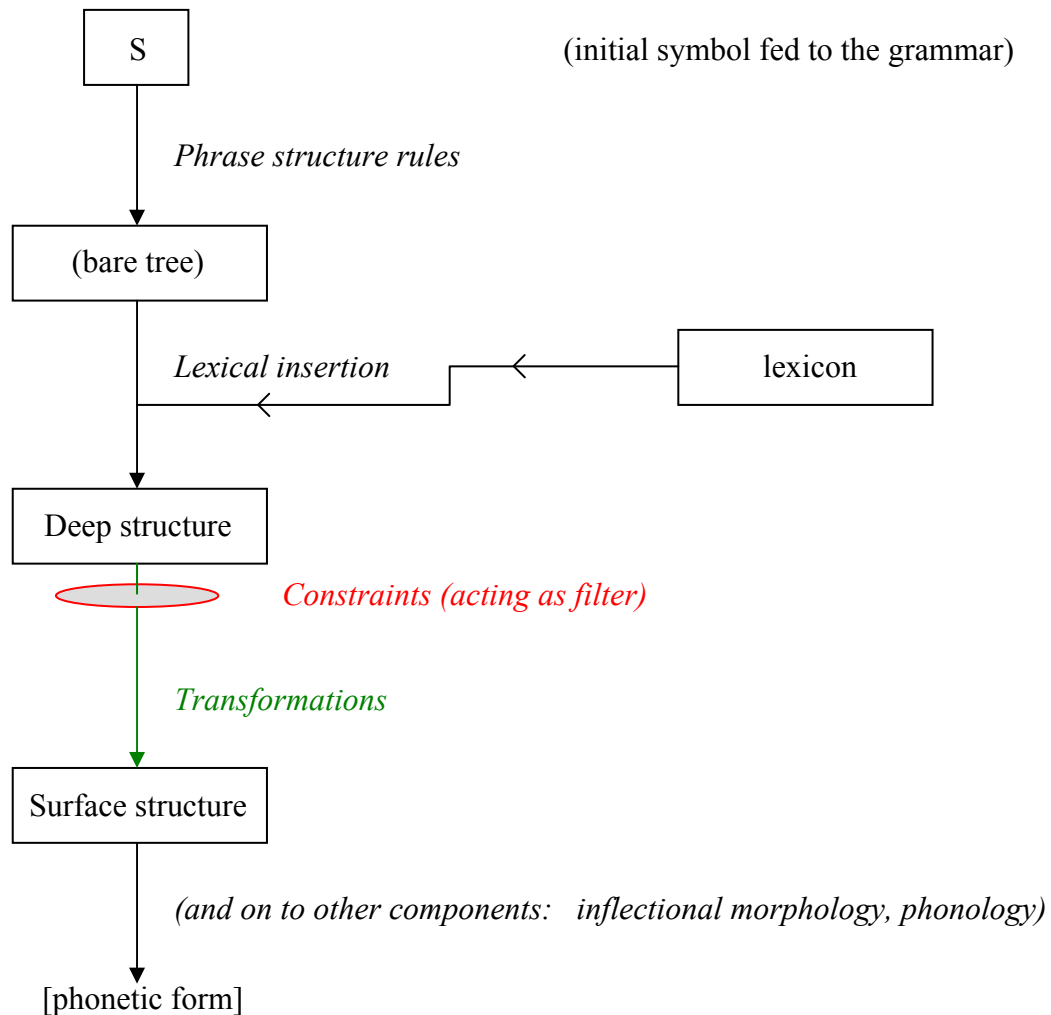 S
(initial symbol fed to the grammar)
Phrase structure rules
(bare tree)
Lexical insertion
lexicon
Deep structure
Constraints (acting as filter)
Transformations
Surface structure
(and on to other components:   inflectional morphology, phonology)
[phonetic form]